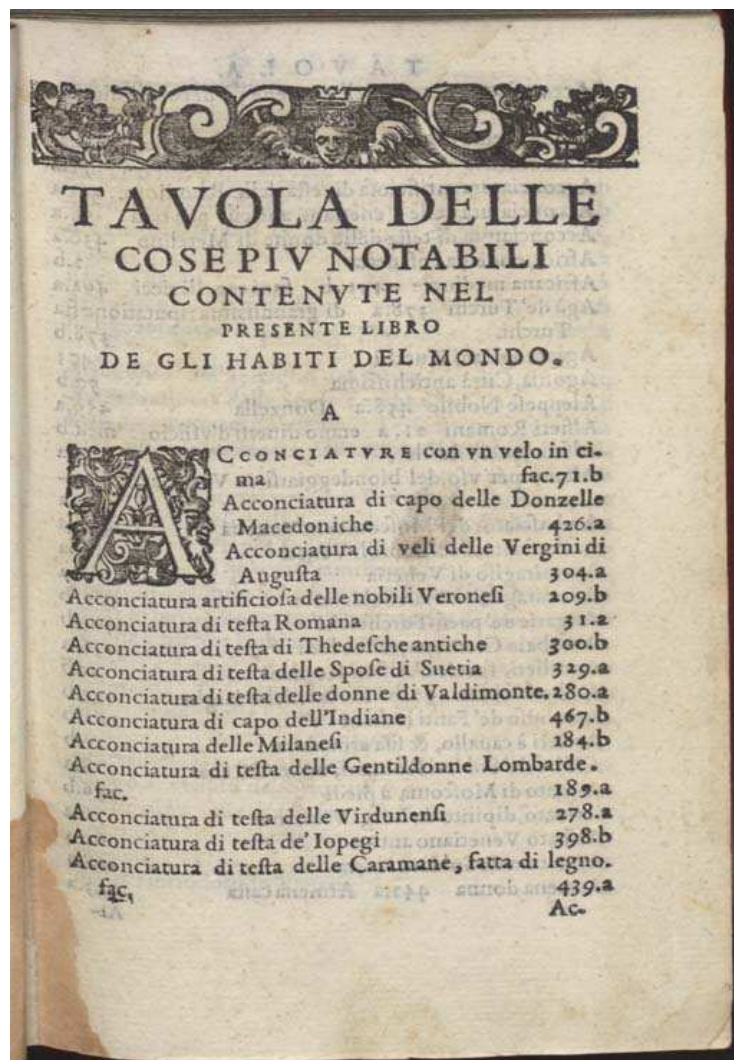 TAVOLA DELLE
COSE PIV NOTABILI
CONTENVTE NEL
PRESENTE LIBRO
DE GLI HABITI DEL MONDO.
A
ACCONCIATVRE con vn velo in ci-
ma fac.71.b
Acconciatura di capo delle Donzelle
Macedoniche 426.a
Acconciatura di veli delle Vergini di
Auguſta 304.a
Acconciatura artificioſa delle nobili Veroneſi 209.b
Acconciatura di teſta Romana 31.a
Acconciatura di teſta di Thedeſche antiche 300.b
Acconciatura di teſta delle Spoſe di Suetia 329.a
Acconciatura di teſta delle donne di Valdimonte. 280.a
Acconciatura di capo dell'Indiane 467.b
Acconciatura delle Milaneſi 184.b
Acconciatura di teſta delle Gentildonne Lombarde.
fac. 189.a
Acconciatura di teſta delle Virdunenſi 278.a
Acconciatura di teſta de' Iopegi 398.b
Acconciatura di teſta delle Caramane, fatta di legno.
fac. 439.a
Ac-